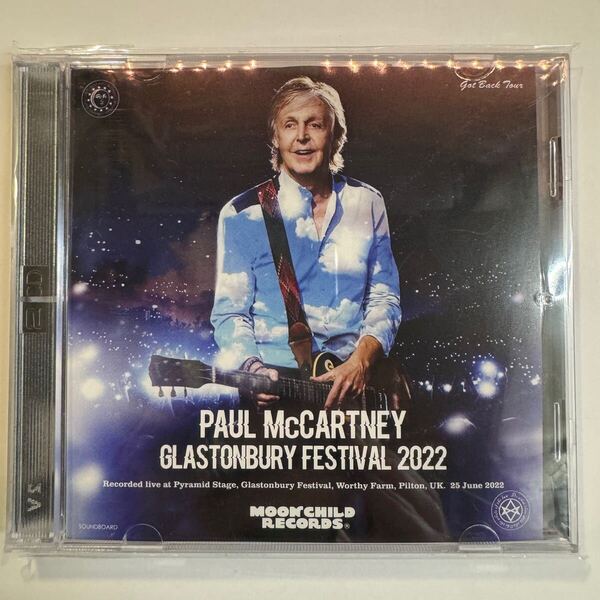 Got Back Tour
PAUL McCARTNEY
GLASTONBURY FESTIVAL 2022
Recorded live at Pyramid Stage, Glastonbury Festival, Worthy Farm, Pilton, UK. 25 June 2022
MOONCHILD
RECORDS®
SOUNDBOARD